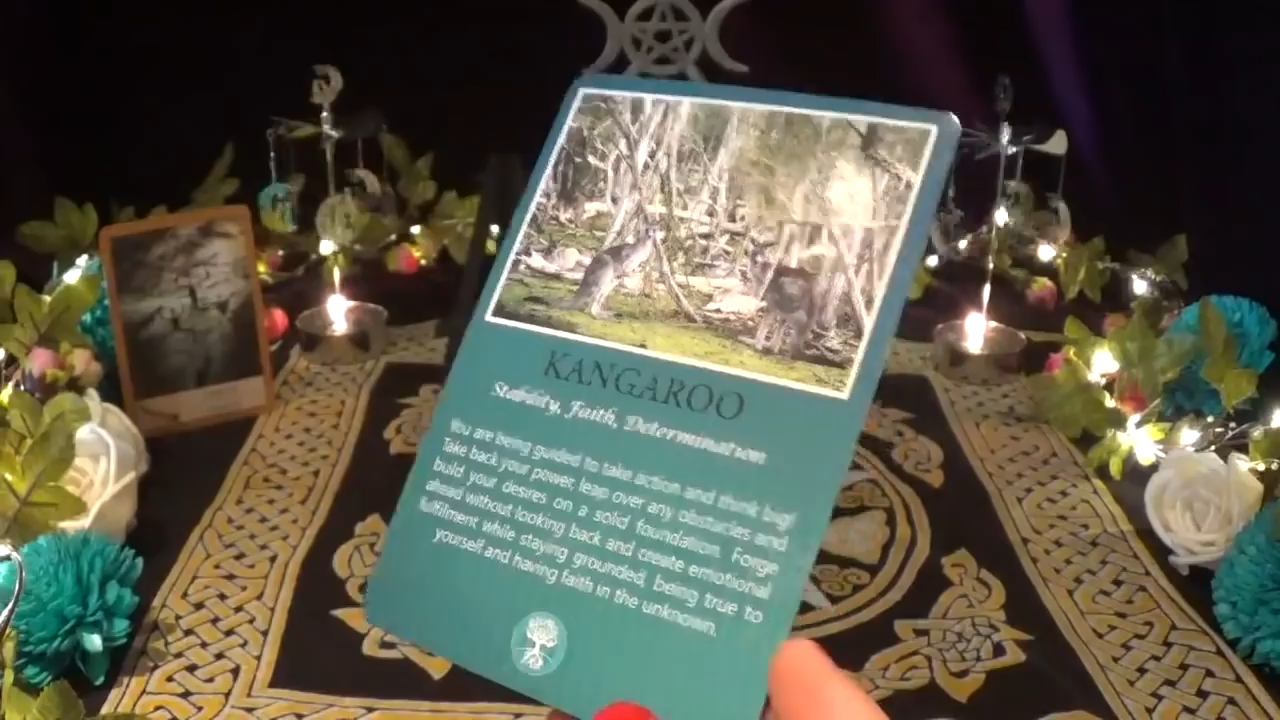 KANGAROO
Stability, Faith, Determination
You are being guided to take action and think big!
Take back your power, leap over any obstacles and
build your desires on a solid foundation. Forge
ahead without looking back and create emotional
fulfilment while staying grounded, being true to
yourself and having faith in the unknown.